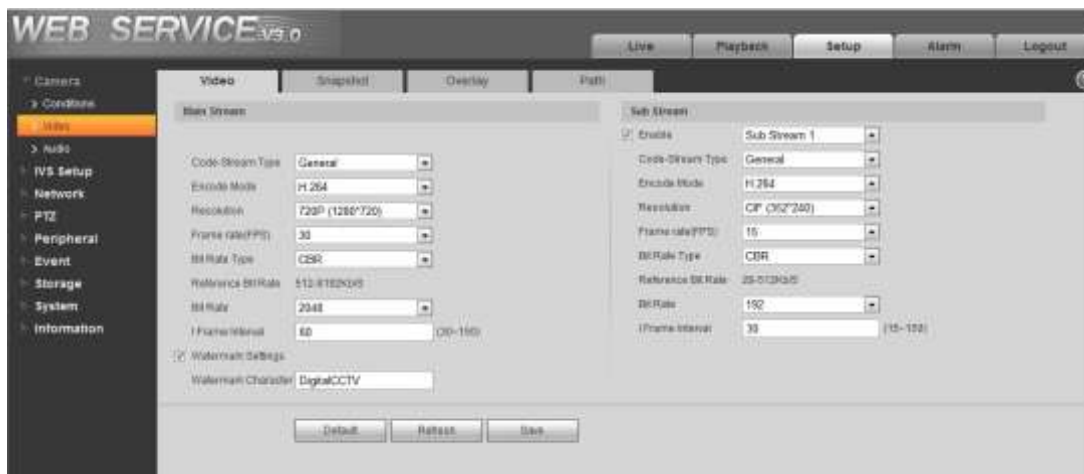 WEB SERVICE V3.0
Live
Playback
Setup
Alarm
Logout
Camera
Conditions
Video
Audio
IVS Setup
Network
PTZ
Peripheral
Event
Storage
System
Information
Video
Snapshot
Overlay
Path
Main Stream
Code-Stream Type General
Encode Mode H.264
Resolution 720P (1280*720)
Frame rate(FPS) 30
Bit Rate Type CBR
Reference Bit Rate
Bit Rate 2048
I Frame Interval 60
Watermark Settings
Watermark Character DigitalCCTV
Default
Refresh
Save
Sub Stream
Enable Sub Stream 1
Code-Stream Type General
Encode Mode H.264
Resolution CIF (352*240)
Frame rate(FPS) 15
Bit Rate Type CBR
Reference Bit Rate
Bit Rate 192
I Frame Interval 30